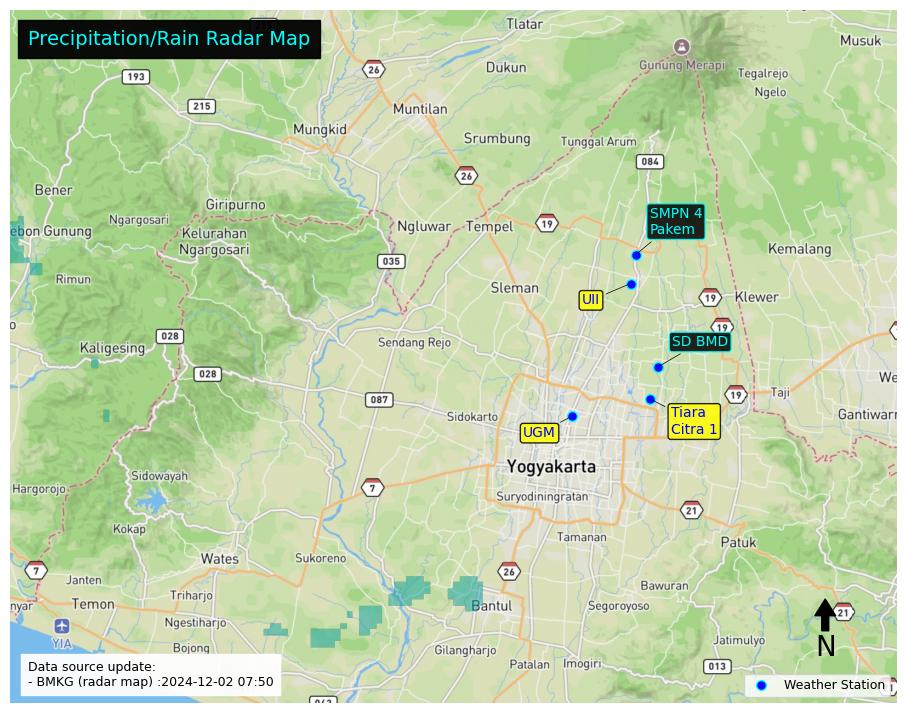 Precipitation/Rain Radar Map
Tlatar
Musuk
26
Dukun
Gunung Merapi
Tegalrejo
193
Ngelo
215
Muntilan
Mungkid
Srumbung
Tunggal Arum
084
26
Bener
Giripurno
SMPN 4
Pakem
Ngargosari
Ngluwar
Tempel
19
ebon Gunung
Kelurahan
Ngargosari
Kemalang
035
Rimun
Sleman
UII
19
Klewer
19
028
Sendang Rejo
SD BMD
Kaligesing
028
We
Taji
19
087
Sidokarto
Tiara
Citra 1
Gantiwarn
UGM
Yogyakarta
Sidowayah
Hargorojo
7
Suryodiningratan
21
Kokap
Tamanan
Patuk
Wates
Sukoreno
7
26
Janten
Bawuran
Triharjo
nyar
Temon
Bantul
Segoroyoso
21
Ngestiharjo
YIA
N
Bojong
Jatimulyo
Gilangharjo
Patalan
Imogiri
013
Data source update:
- BMKG (radar map) :2024-12-02 07:50
Weather Station